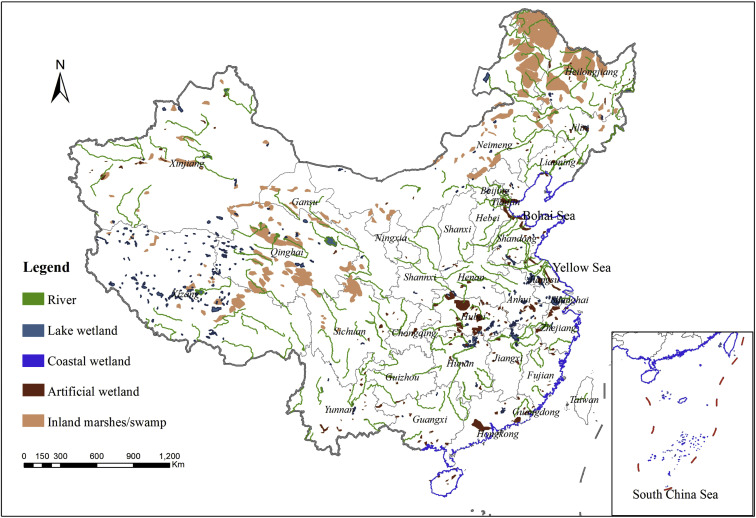 N
Heilongjiang
Jilin
Neimeng
Liaoning
Xinjiang
Beijing
Tianjin
Gansu
Hebei
Bohai Sea
Shanxi
Ningxia
Shandong
Qinghai
Yellow Sea
Shannxi
Henan
Jiangsu
Legend
Xizang
Anhui
Shanghai
River
Hubei
Lake wetland
Sichuan
Chongqing
Zhejiang
Coastal wetland
Hunan
Jiangxi
Guizhou
Fujian
Artificial wetland
Taiwan
Yunnan
Guangdong
Inland marshes/swamp
Guangxi
Hongkong
0 150 300 600 900 1,200
Km
South China Sea